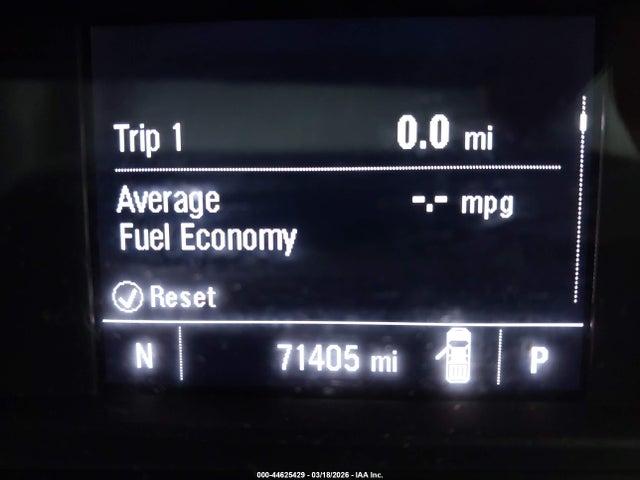 Trip 1 0.0 mi
Average -.- mpg
Fuel Economy
Reset
N 71405 mi P
000-44625429 - 03/18/2026 - IAA Inc.